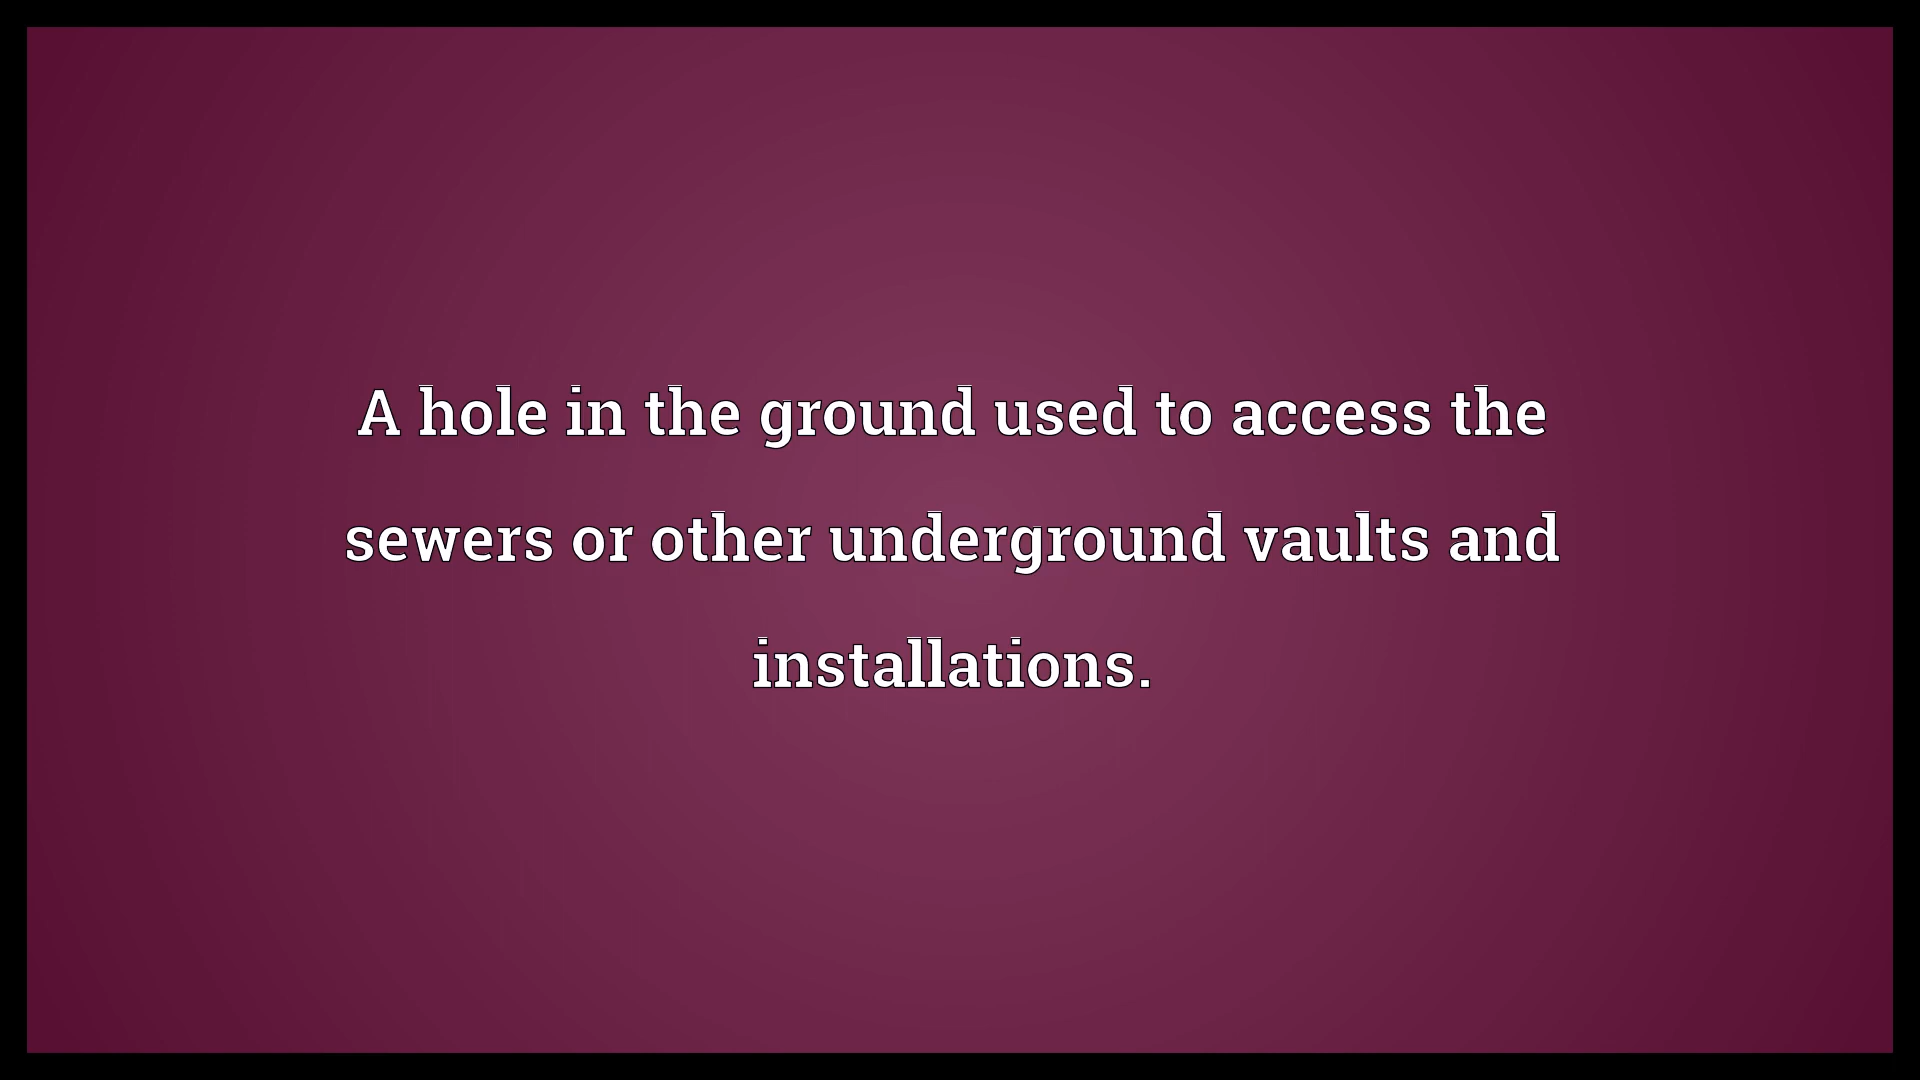 A hole in the ground used to access the
sewers or other underground vaults and
installations.